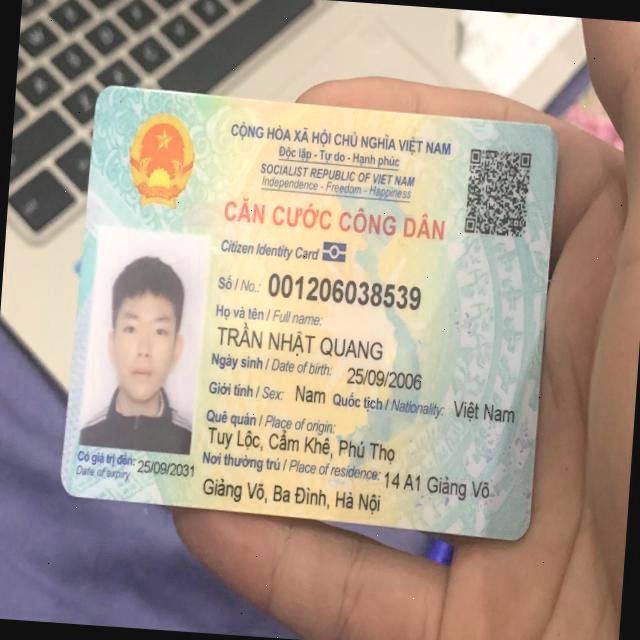 CỘNG HÒA XÃ HỘI CHỦ NGHĨA VIỆT NAM
Độc lập - Tự do - Hạnh phúc
SOCIALIST REPUBLIC OF VIET NAM
Independence - Freedom - Happiness
CĂN CƯỚC CÔNG DÂN
Citizen Identity Card
Số / No.: 001206038539
Họ và tên / Full name:
TRẦN NHẬT QUANG
Ngày sinh / Date of birth: 25/09/2006
Giới tính / Sex: Nam Quốc tịch / Nationality: Việt Nam
Quê quán / Place of origin:
Tuy Lộc, Cẩm Khê, Phú Thọ
Nơi thường trú / Place of residence: 14 A1 Giảng Võ
Giảng Võ, Ba Đình, Hà Nội
Có giá trị đến: 25/09/2031
Date of expiry